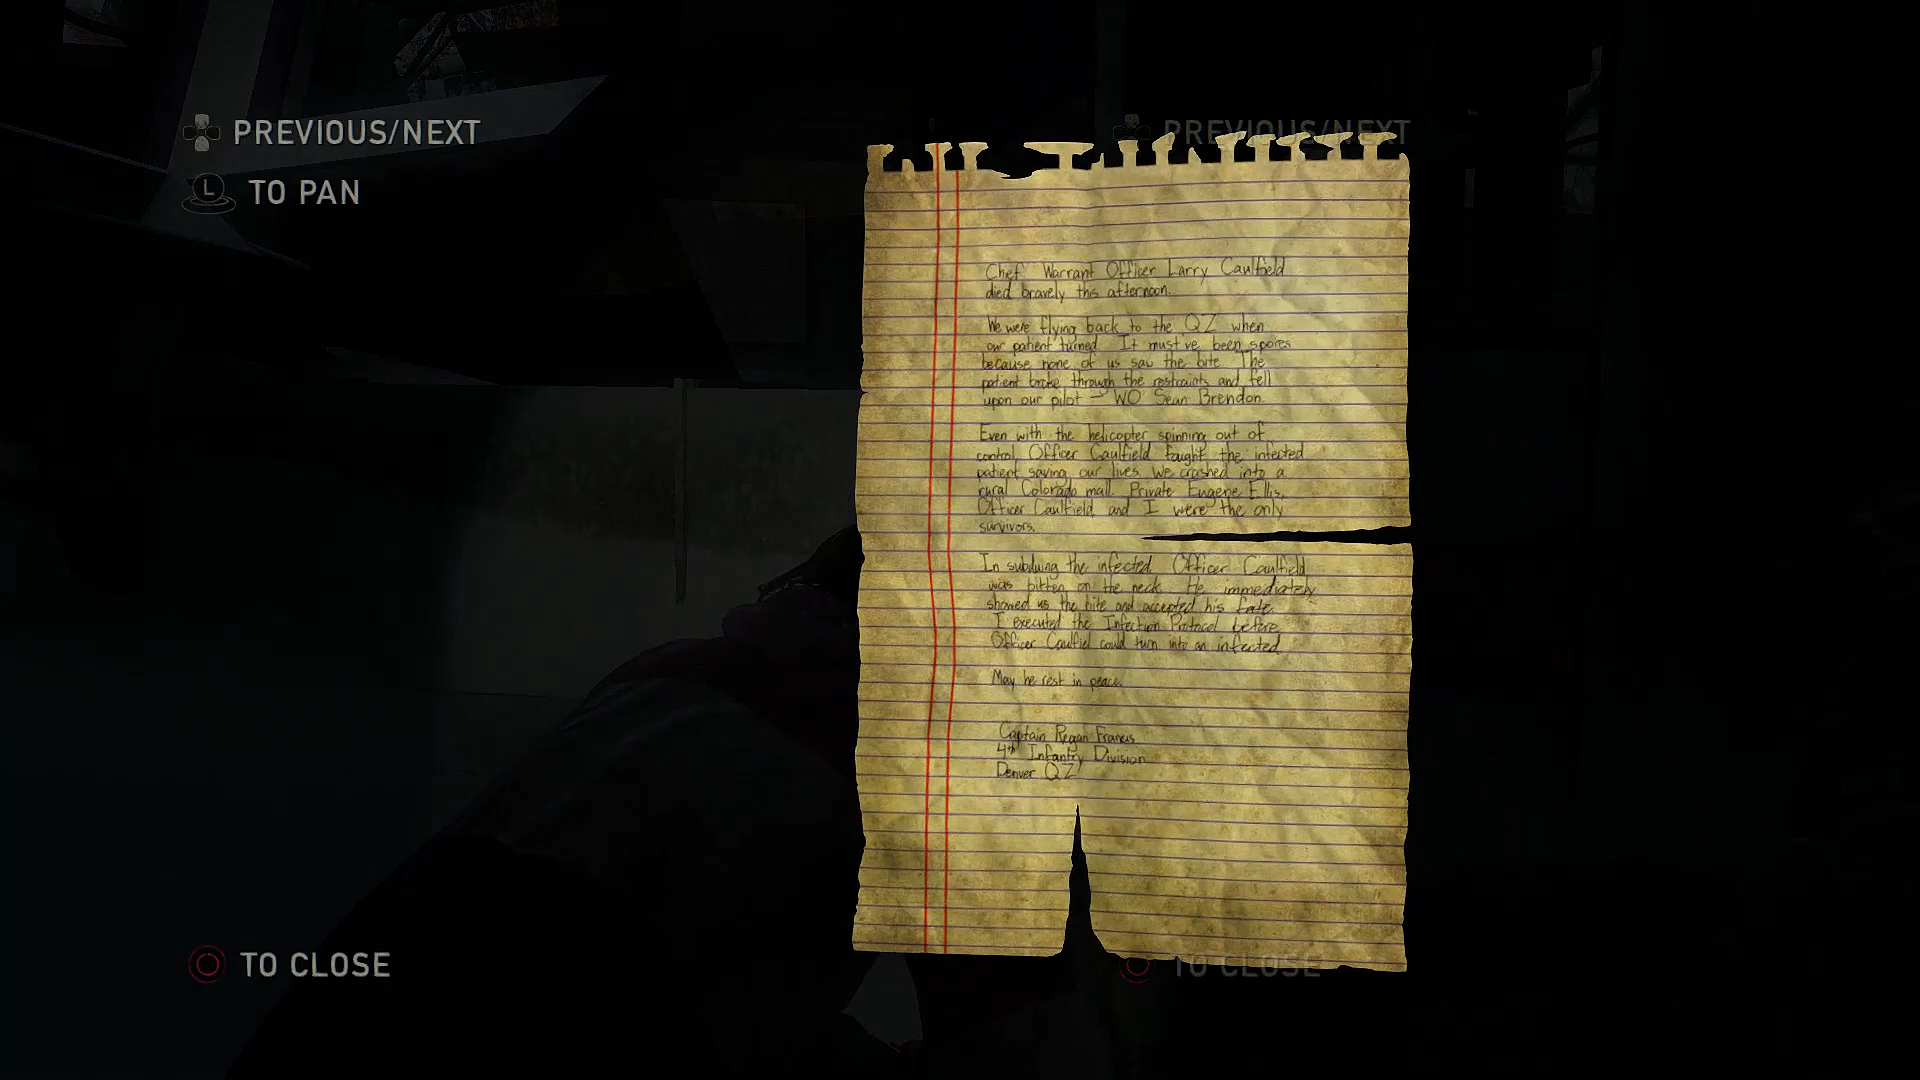 PREVIOUS/NEXT
L TO PAN
PREVIOUS/NEXT
Chef Warrant Officer Larry Caulfield
died bravely this afternoon.
We were flying back to the QZ when
our patient turned. It must've been spores
because none of us saw the bite. The
patient broke through the restraints and fell
upon our pilot - WO Sean Brendon.
Even with the helicopter spinning out of
control, Officer Caulfield fought the infected
patient saving our lives. We crashed into a
rural Colorado mall. Private Eugene Ellis,
Officer Caulfield, and I were the only
survivors.
In subduing the infected, Officer Caulfield
was bitten on the neck. He immediately
showed us the bite and accepted his fate.
I executed the Infection Protocol before
Officer Caulfiel could turn into an infected.
May he rest in peace.
Captain Regan Francis
4th Infantry Division
Denver QZ
TO CLOSE
TO CLOSE